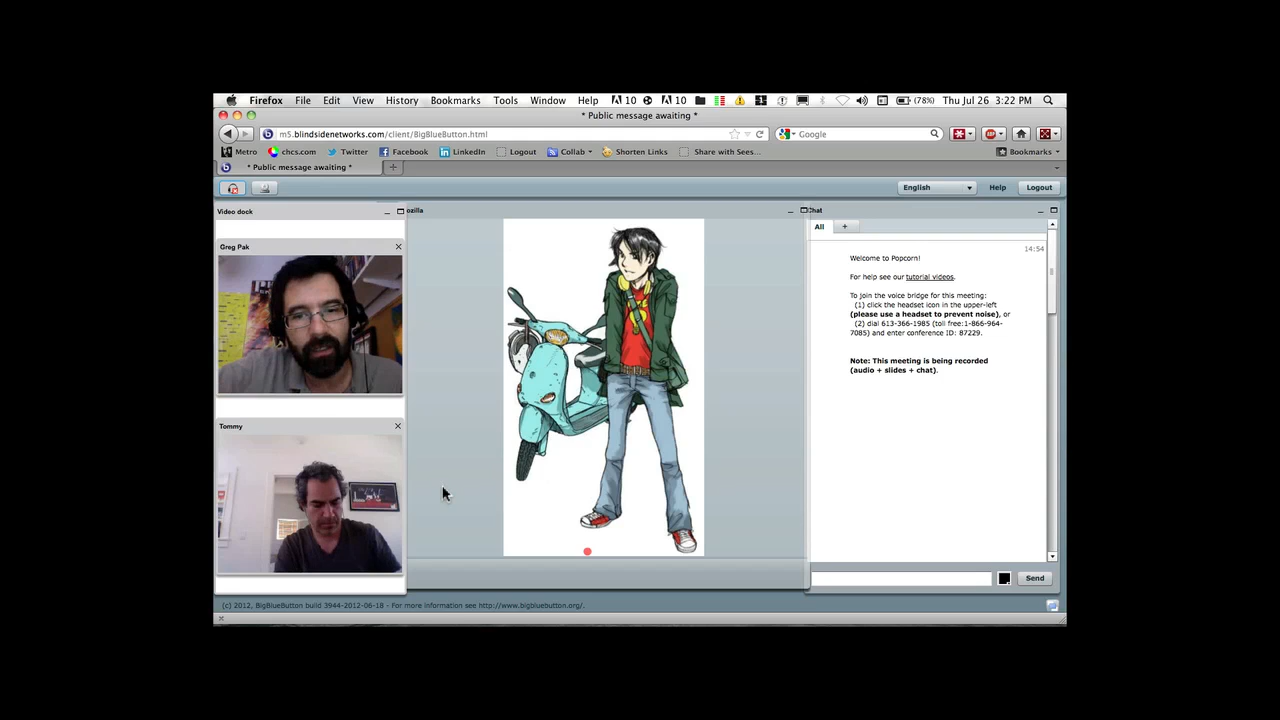 Firefox File Edit View History Bookmarks Tools Window Help 10 10 (78%) Thu Jul 26 3:22 PM
* Public message awaiting *
m5.blindsidenetworks.com/client/BigBlueButton.html Google
Metro chcs.com Twitter Facebook LinkedIn Logout Collab Shorten Links Share with Sees... Bookmarks
* Public message awaiting *
English Help Logout
Video dock ozilla Chat
All +
Greg Pak
14:54
Welcome to Popcorn!
For help see our tutorial videos.
To join the voice bridge for this meeting:
(1) click the headset icon in the upper-left
(please use a headset to prevent noise), or
(2) dial 613-366-1985 (toll free:1-866-964-
7085) and enter conference ID: 87229.
Note: This meeting is being recorded
(audio + slides + chat).
Tommy
Send
(c) 2012, BigBlueButton build 3944-2012-06-18 - For more information see http://www.bigbluebutton.org/.